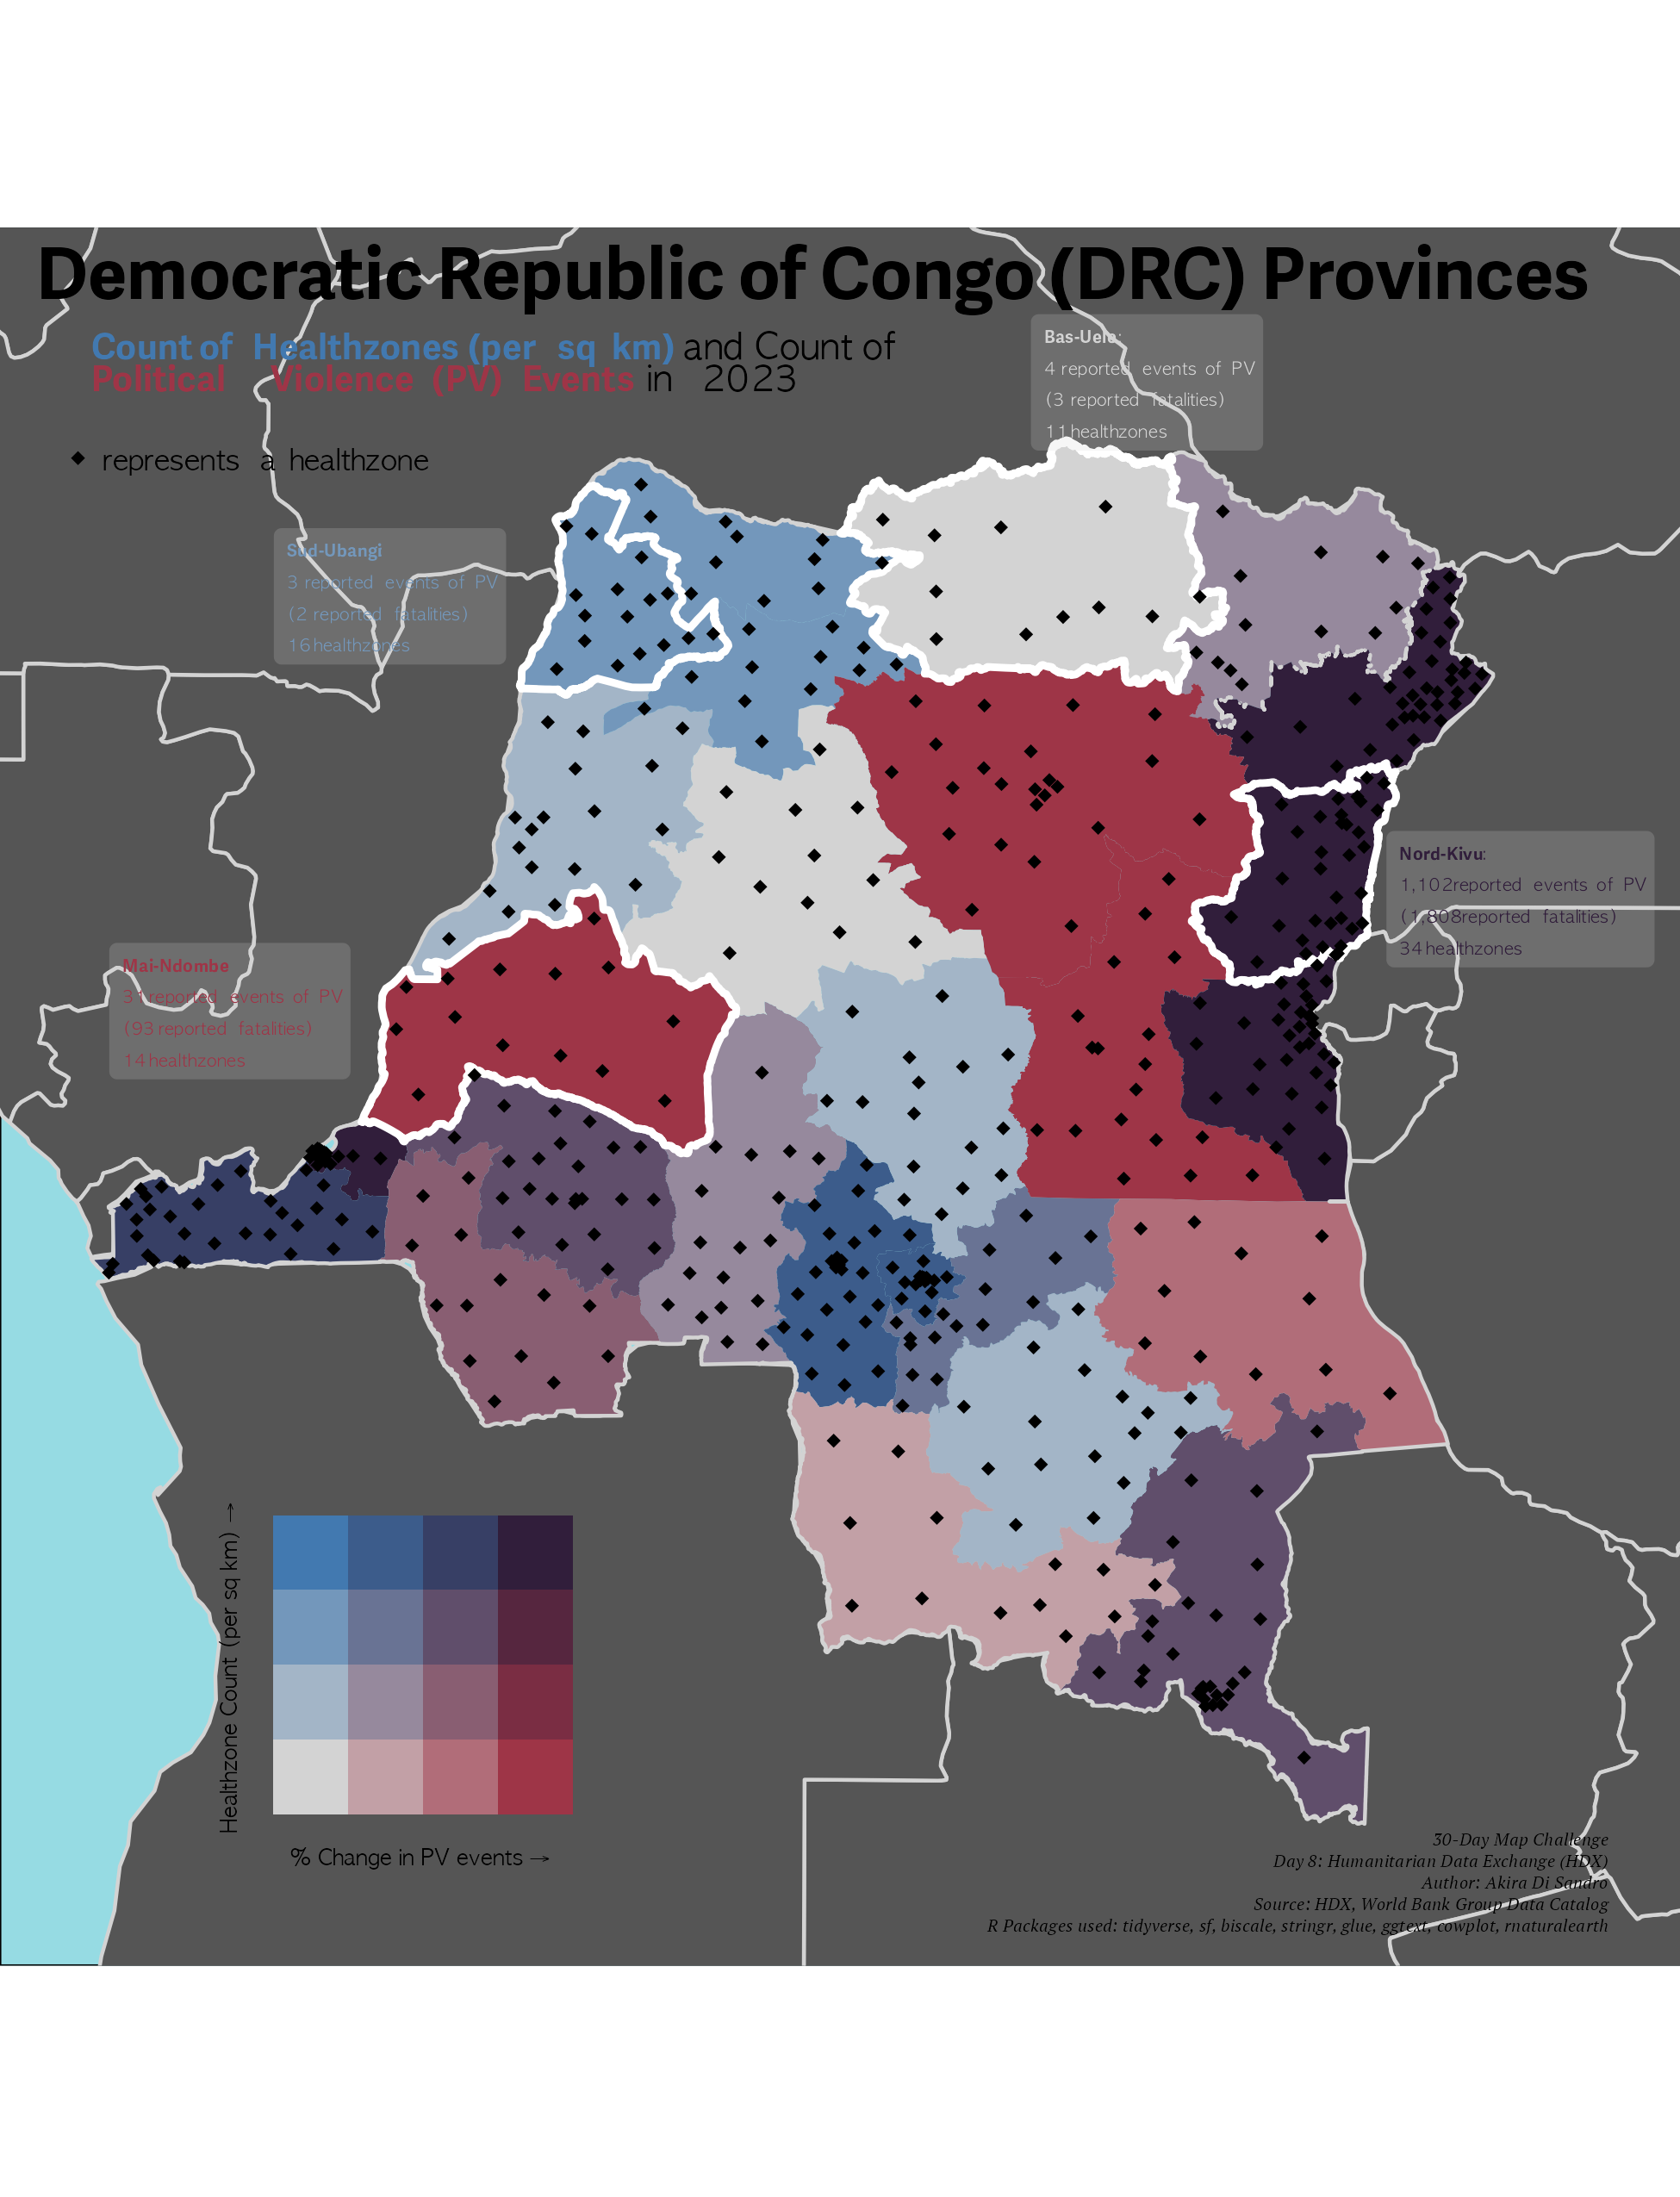 Democratic Republic of Congo (DRC) Provinces
Count of Healthzones (per sq km) and Count of
Political Violence (PV) Events in 2023
represents a healthzone
Bas-Uele:
4 reported events of PV
(3 reported fatalities)
11 healthzones
Sud-Ubangi
3 reported events of PV
(2 reported fatalities)
16 healthzones
Nord-Kivu:
1,102reported events of PV
(1,808reported fatalities)
34 healthzones
Mai-Ndombe
31 reported events of PV
(93 reported fatalities)
14 healthzones
Healthzone Count (per sq km) →
% Change in PV events →
30-Day Map Challenge
Day 8: Humanitarian Data Exchange (HDX)
Author: Akira Di Sandro
Source: HDX, World Bank Group Data Catalog
R Packages used: tidyverse, sf, biscale, stringr, glue, ggtext, cowplot, rnaturalearth